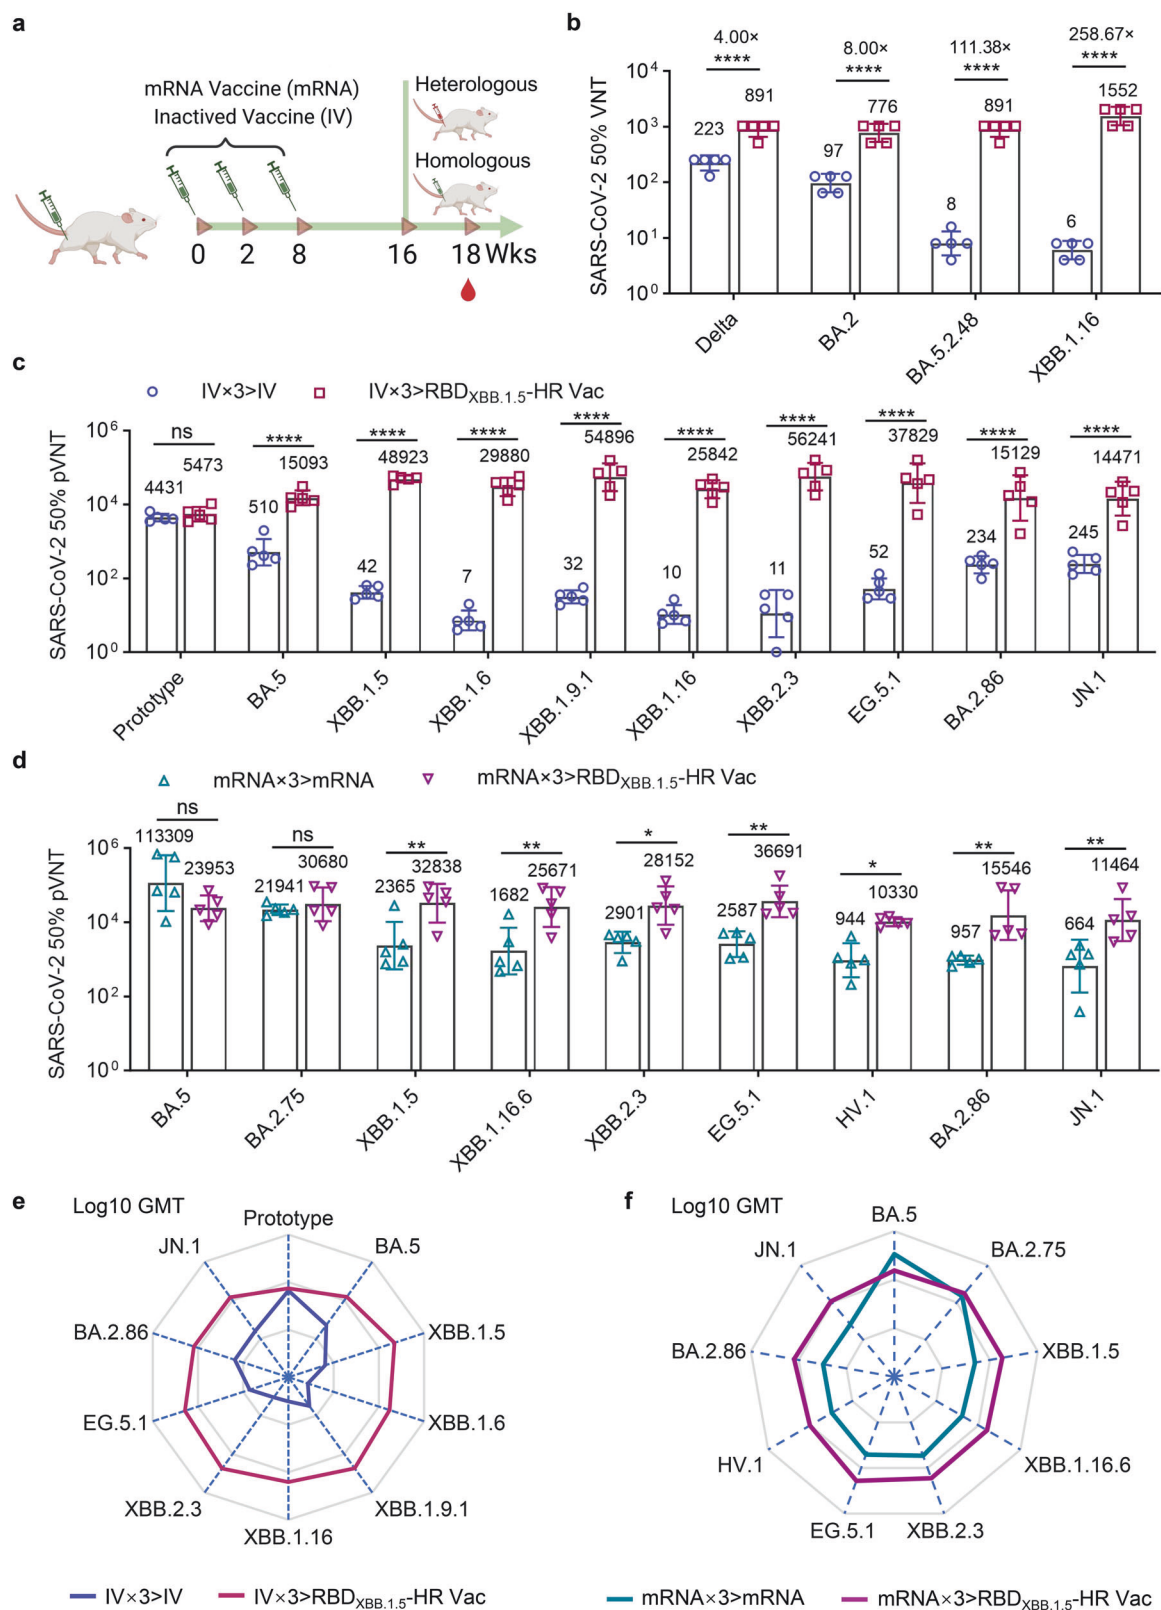 a
mRNA Vaccine (mRNA)
Inactived Vaccine (IV)
Heterologous
Homologous
0 2 8 16 18 Wks
b
4.00× 8.00× 111.38× 258.67×
**** **** **** ****
SARS-CoV-2 50% VNT
10⁴
10³
10²
10¹
10⁰
223 891 97 776 8 891 6 1552
Delta BA.2 BA.5.2.48 XBB.1.16
c
IV×3>IV IV×3>RBD_XBB.1.5-HR Vac
SARS-CoV-2 50% pVNT
10⁶
10⁴
10²
10⁰
ns **** **** **** **** **** **** **** **** ****
4431 5473 510 15093 42 48923 7 29880 32 54896 10 25842 11 56241 52 37829 234 15129 245 14471
Prototype BA.5 XBB.1.5 XBB.1.6 XBB.1.9.1 XBB.1.16 XBB.2.3 EG.5.1 BA.2.86 JN.1
d
mRNA×3>mRNA mRNA×3>RBD_XBB.1.5-HR Vac
SARS-CoV-2 50% pVNT
10⁶
10⁴
10²
10⁰
ns ns ** ** * ** * ** **
113309 23953 21941 30680 2365 32838 1682 25671 2901 28152 2587 36691 944 10330 957 15546 664 11464
BA.5 BA.2.75 XBB.1.5 XBB.1.16.6 XBB.2.3 EG.5.1 HV.1 BA.2.86 JN.1
e
Log10 GMT
Prototype
BA.5
XBB.1.5
XBB.1.6
XBB.1.9.1
XBB.1.16
XBB.2.3
EG.5.1
BA.2.86
JN.1
IV×3>IV IV×3>RBD_XBB.1.5-HR Vac
f
Log10 GMT
BA.5
BA.2.75
XBB.1.5
XBB.1.16.6
XBB.2.3
EG.5.1
HV.1
BA.2.86
JN.1
mRNA×3>mRNA mRNA×3>RBD_XBB.1.5-HR Vac